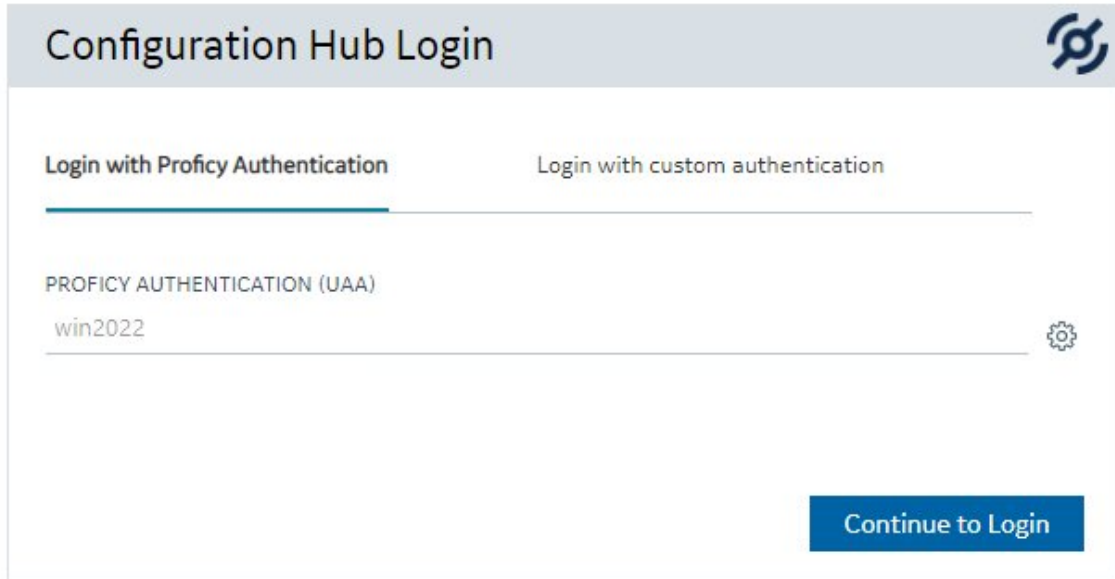 Configuration Hub Login
Login with Proficy Authentication
Login with custom authentication
PROFICY AUTHENTICATION (UAA)
win2022
Continue to Login